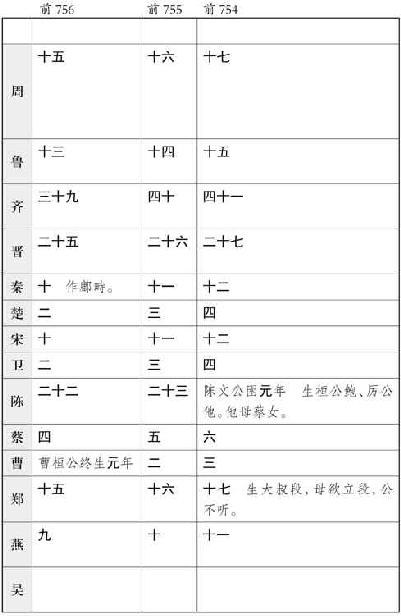 前756 前755 前754
周 十五 十六 十七
鲁 十三 十四 十五
齐 三十九 四十 四十一
晋 二十五 二十六 二十七
秦 十 作鄜畤。 十一 十二
楚 二 三 四
宋 十 十一 十二
卫 二 三 四
陈 二十二 二十三 陈文公圉元年 生桓公鲍、厉公
他。他母蔡女。
蔡 四 五 六
曹 曹桓公终生元年 二 三
郑 十五 十六 十七 生大叔段，母欲立段，公
不听。
燕 九 十 十一
吴